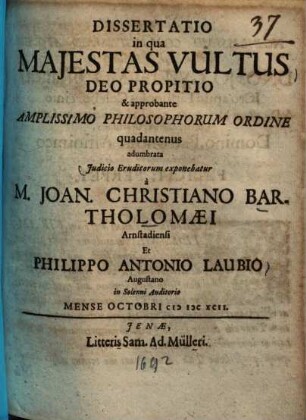 37
DISSERTATIO
in qua
MAJESTAS VULTUS,
DEO PROPITIO
& approbante
AMPLISSIMO PHILOSOPHORUM ORDINE
quadantenus
adumbrata
Judicio Eruditorum exponebatur
à
M. JOAN. CHRISTIANO BAR-
THOLOMÆI
Arnstadiensi
Et
PHILIPPO ANTONIO LAUBIO,
Augustano
in Solenni Auditorio
MENSE OCTOBRI CIↃ IↃC XCII.
JENÆ,
Litteris Sam. Ad. Mülleri.
1692